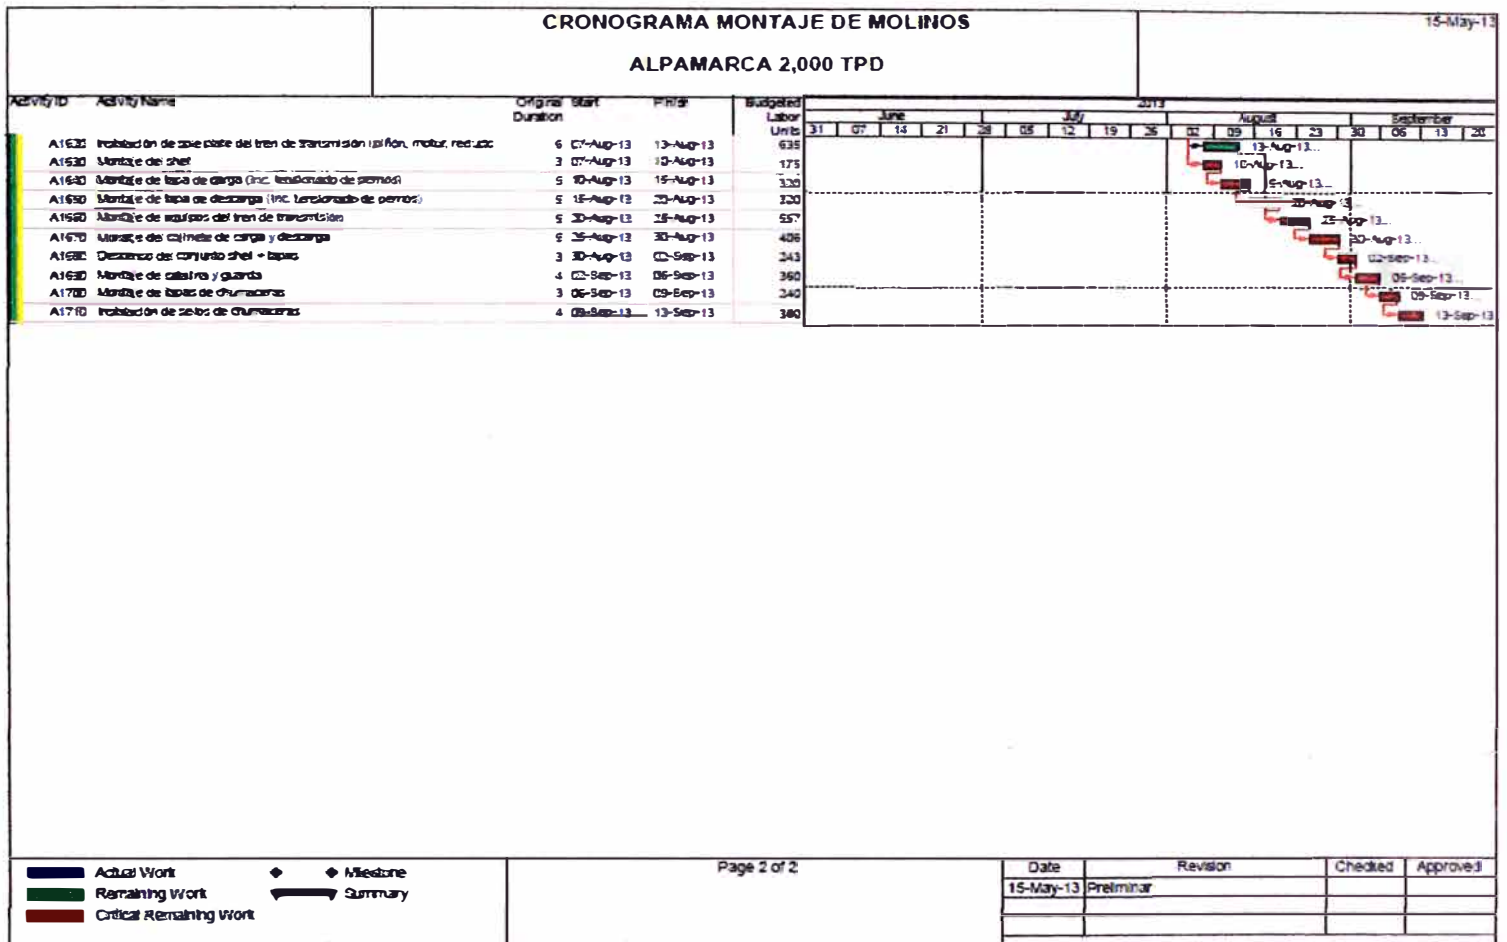 CRONOGRAMA MONTAJE DE MOLINOS
15-May-13
ALPAMARCA 2,000 TPD
Activity ID Activity Name Original Start Finish Budgeted 2013
Duration Labor June July August September
Units 31 07 14 21 28 05 12 19 26 02 09 16 23 30 06 13 20
Instalación de sole plate del tren de transmisión (piñón, motor, reduc 6 07-Aug-13 13-Aug-13 635 13-Aug-13...
Montaje del shell 3 07-Aug-13 10-Aug-13 175 10-Aug-13...
Montaje de tapa de carga (inc. tensionado de pernos) 5 10-Aug-13 15-Aug-13 15-Aug-13...
Montaje de tapa de descarga (inc. tensionado de pernos) 5 15-Aug-13 20-Aug-13 20-Aug-13...
Montaje de equipos del tren de transmisión 5 20-Aug-13 25-Aug-13 557 25-Aug-13...
A1670 Montaje del de carga y descarga 5 25-Aug-13 30-Aug-13 406 30-Aug-13...
A1680 Descenso del conjunto shell + tapas 3 30-Aug-13 02-Sep-13 243 02-Sep-13...
A1690 Montaje de catalina y guarda 4 02-Sep-13 06-Sep-13 360 06-Sep-13...
A1700 Montaje de tapas de chumaceras 3 06-Sep-13 09-Sep-13 240 09-Sep-13...
A1710 Instalación de sellos de chumaceras 4 09-Sep-13 13-Sep-13 360 13-Sep-13
Actual Work Milestone Page 2 of 2 Date Revision Checked Approved
Remaining Work Summary 15-May-13 Preliminar
Critical Remaining Work